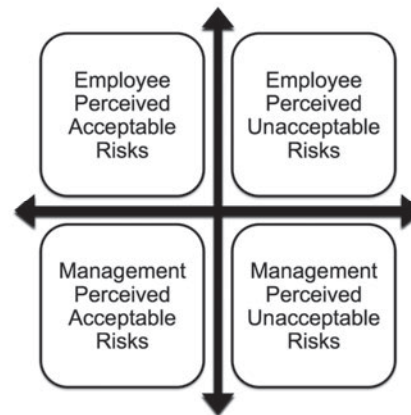 Employee
Perceived
Acceptable
Risks
Employee
Perceived
Unacceptable
Risks
Management
Perceived
Acceptable
Risks
Management
Perceived
Unacceptable
Risks